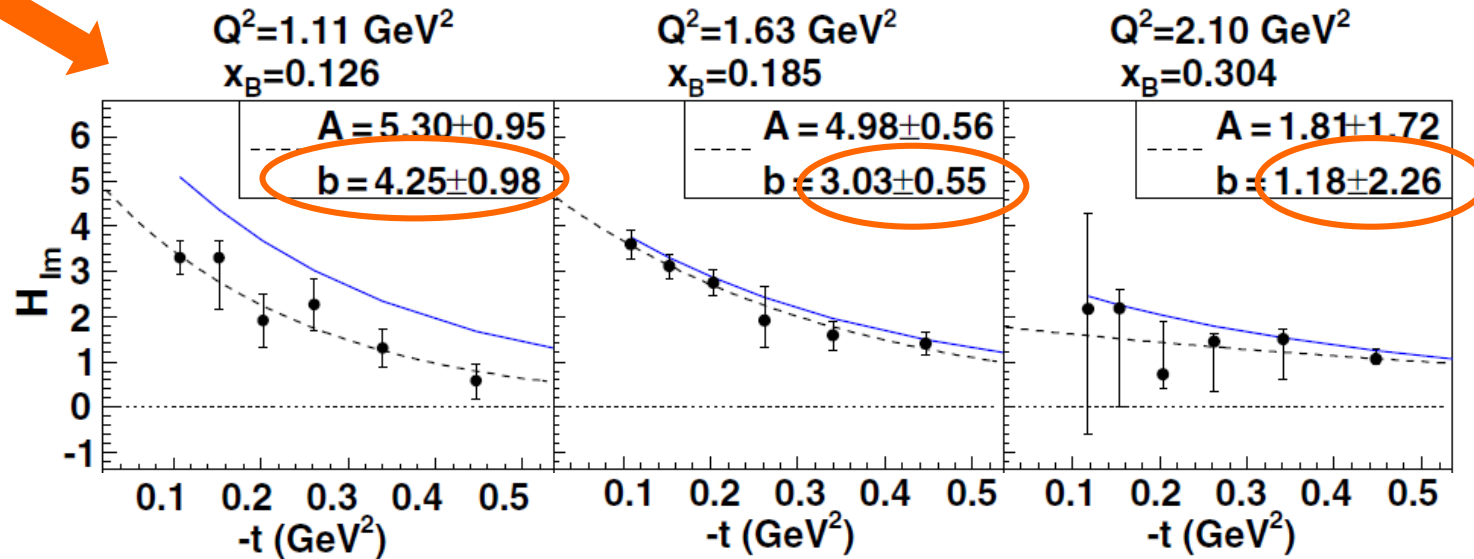 Q²=1.11 GeV²
x_B=0.126
Q²=1.63 GeV²
x_B=0.185
Q²=2.10 GeV²
x_B=0.304
A = 5.30±0.95
b = 4.25±0.98
A = 4.98±0.56
b = 3.03±0.55
A = 1.81±1.72
b = 1.18±2.26
H_Im
6
5
4
3
2
1
0
-1
0.1 0.2 0.3 0.4 0.5
0.1 0.2 0.3 0.4 0.5
0.1 0.2 0.3 0.4 0.5
-t (GeV²)
-t (GeV²)
-t (GeV²)